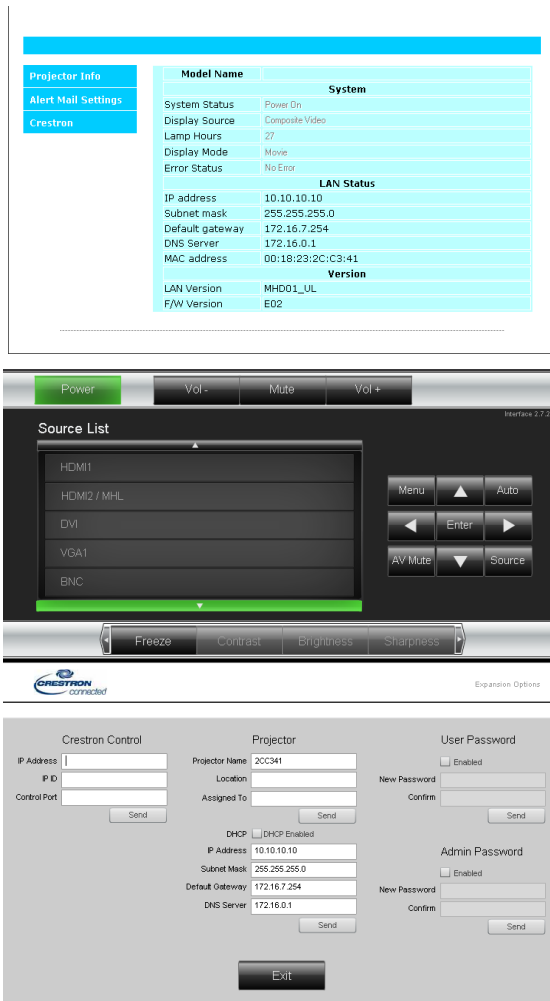 Projector Info
Alert Mail Settings
Crestron
Model Name
System
System Status Power On
Display Source Composite Video
Lamp Hours 27
Display Mode Movie
Error Status No Error
LAN Status
IP address 10.10.10.10
Subnet mask 255.255.255.0
Default gateway 172.16.7.254
DNS Server 172.16.0.1
MAC address 00:18:23:2C:C3:41
Version
LAN Version MHD01_UL
F/W Version E02
Power Vol - Mute Vol +
Interface 2.7.2
Source List
HDMI1
HDMI2 / MHL
DVI
VGA1
BNC
Menu Auto
Enter
AV Mute Source
Freeze Contrast Brightness Sharpness
CRESTRON
connected
Expansion Options
Crestron Control
IP Address
IP ID
Control Port
Send
Projector
Projector Name 2CC341
Location
Assigned To
Send
DHCP DHCP Enabled
IP Address 10.10.10.10
Subnet Mask 255.255.255.0
Default Gateway 172.16.7.254
DNS Server 172.16.0.1
Send
User Password
Enabled
New Password
Confirm
Send
Admin Password
Enabled
New Password
Confirm
Send
Exit